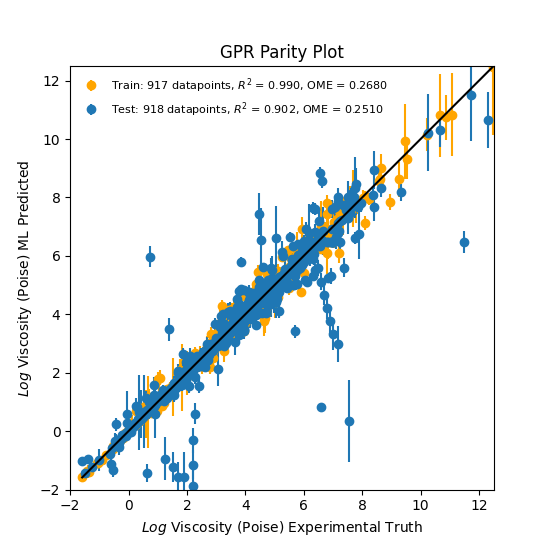 GPR Parity Plot
Train: 917 datapoints, R² = 0.990, OME = 0.2680
Test: 918 datapoints, R² = 0.902, OME = 0.2510
12
10
8
6
4
2
0
−2
Log Viscosity (Poise) ML Predicted
−2 0 2 4 6 8 10 12
Log Viscosity (Poise) Experimental Truth